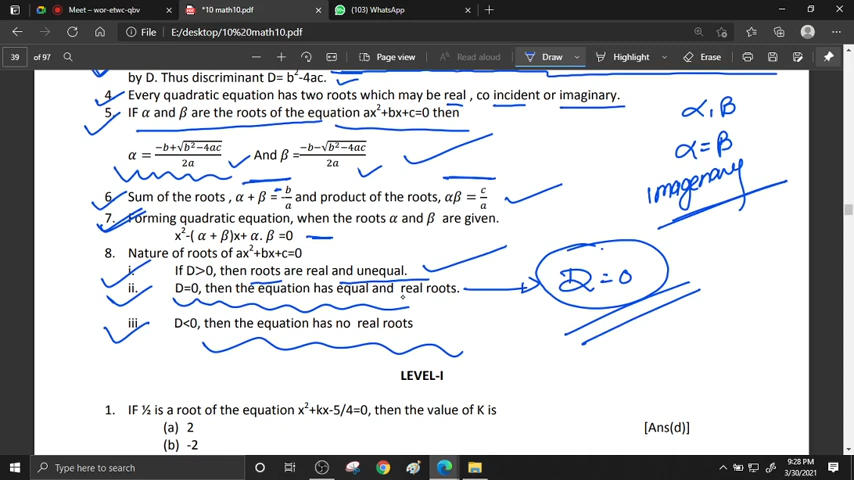 Meet – wor-etwc-qbv
*10 math10.pdf
(103) WhatsApp
File
E:/desktop/10%20math10.pdf
39
of 97
Page view
Read aloud
Draw
Highlight
Erase
by D. Thus discriminant D= b²-4ac.
4. Every quadratic equation has two roots which may be real , co incident or imaginary.
5. IF α and β are the roots of the equation ax²+bx+c=0 then
α = (-b+√b²-4ac)/2a And β = (-b-√b²-4ac)/2a
6. Sum of the roots , α + β = -b/a and product of the roots, αβ = c/a
7. Forming quadratic equation, when the roots α and β are given.
x²-( α + β)x+ α. β =0
8. Nature of roots of ax²+bx+c=0
i. If D>0, then roots are real and unequal.
ii. D=0, then the equation has equal and real roots.
iii D<0, then the equation has no real roots
α, β
α = β
imagenary
D = 0
LEVEL-I
1. IF ½ is a root of the equation x²+kx-5/4=0, then the value of K is
(a) 2
[Ans(d)]
(b) -2
Type here to search
9:28 PM
3/30/2021